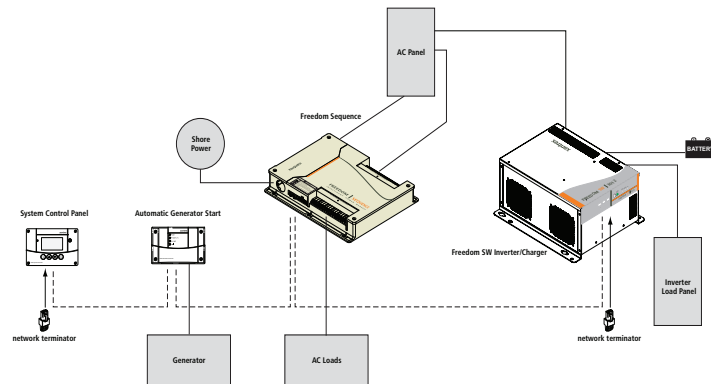 AC Panel
Freedom Sequence
Shore
Power
BATTERY
System Control Panel
Automatic Generator Start
Freedom SW Inverter/Charger
Inverter
Load Panel
network terminator
network terminator
Generator
AC Loads